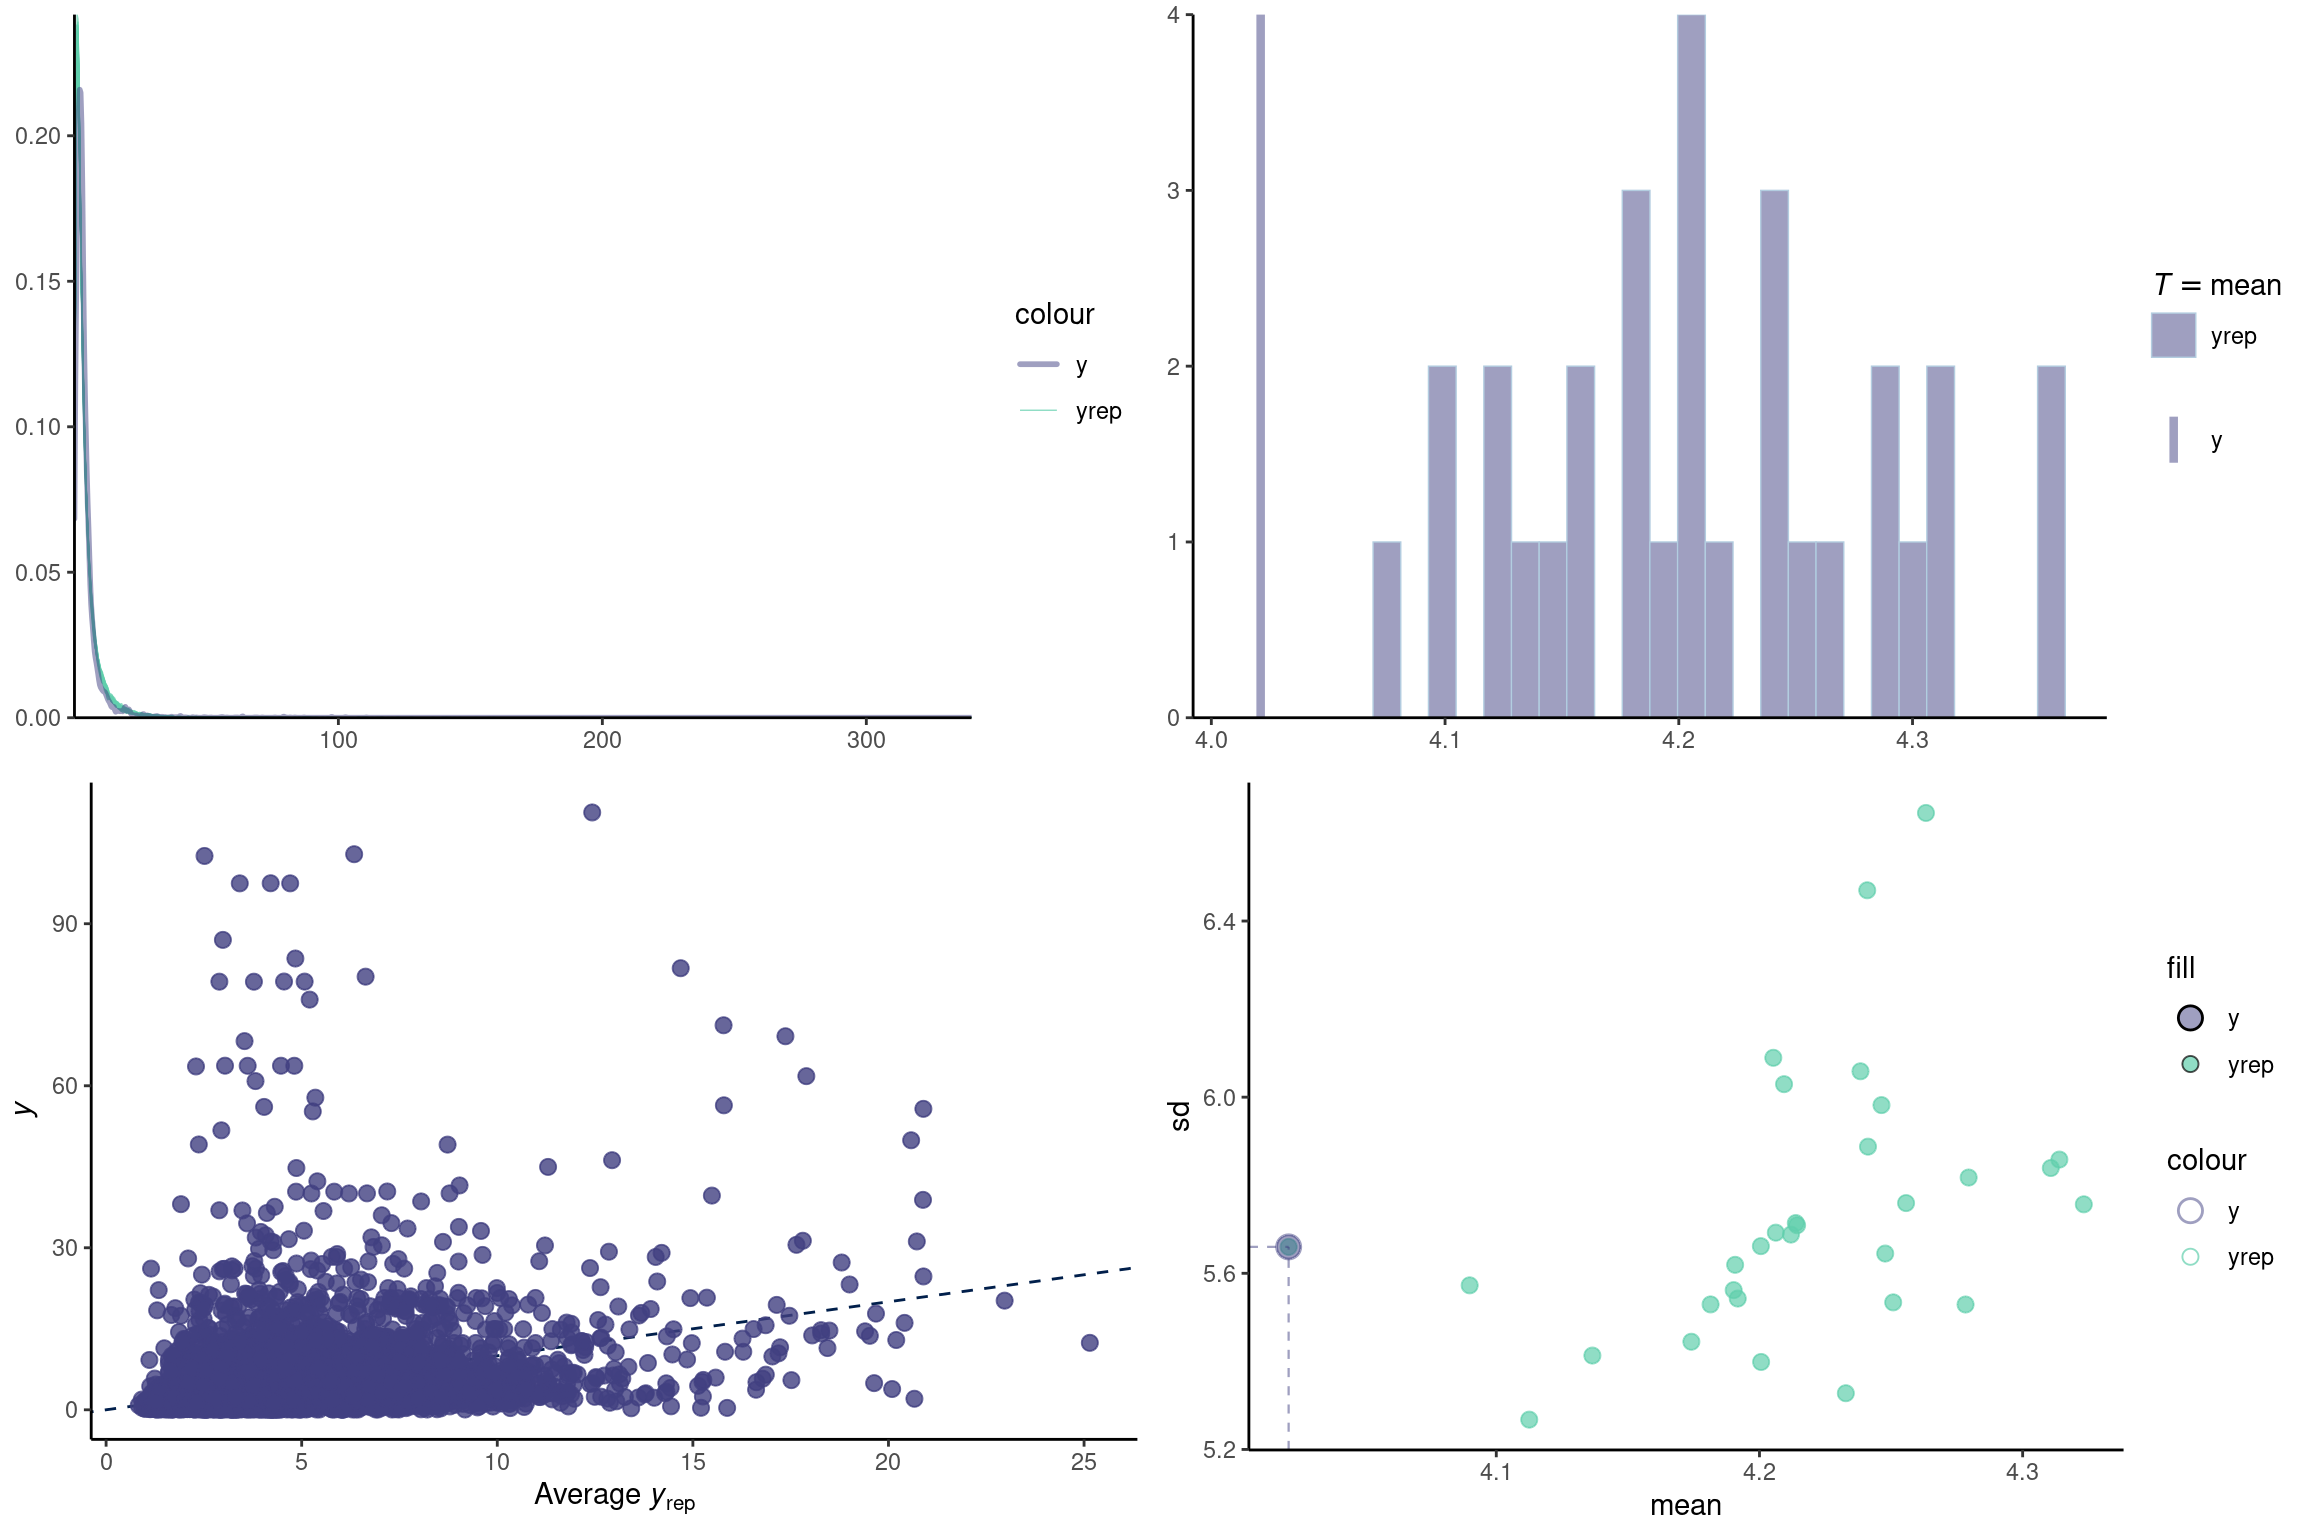 0.20
0.15
0.10
0.05
0.00
100 200 300
colour
y
yrep
4
3
2
1
0
4.0 4.1 4.2 4.3
T = mean
yrep
y
90
60
30
0
y
0 5 10 15 20 25
Average yrep
6.4
6.0
5.6
5.2
sd
4.1 4.2 4.3
mean
fill
y
yrep
colour
y
yrep